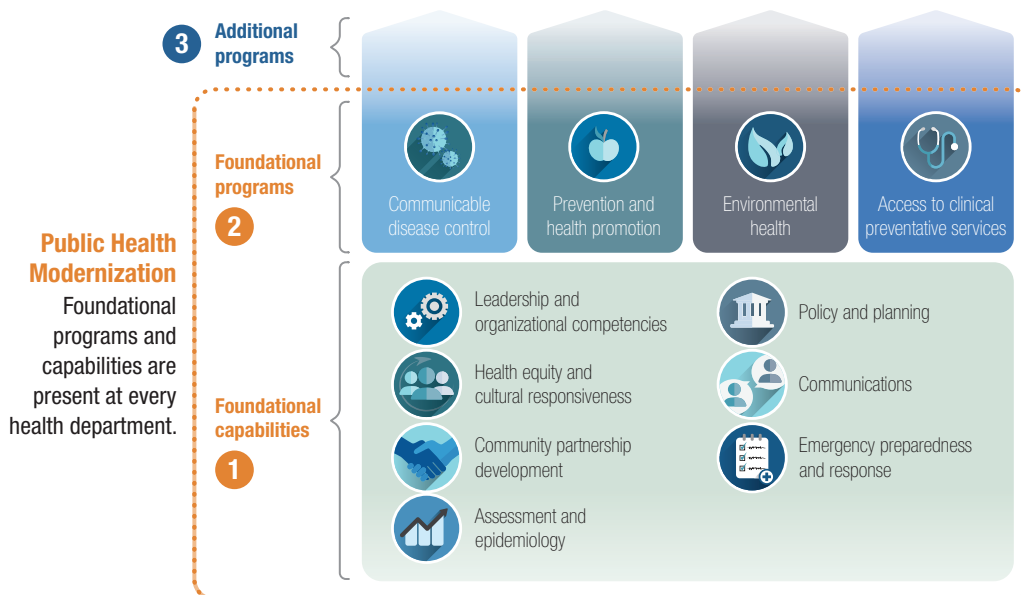 3
Additional
programs
Foundational
programs
2
Communicable
disease control
Prevention and
health promotion
Environmental
health
Access to clinical
preventative services
Public Health
Modernization
Foundational
programs and
capabilities are
present at every
health department.
Foundational
capabilities
1
Leadership and
organizational competencies
Health equity and
cultural responsiveness
Community partnership
development
Assessment and
epidemiology
Policy and planning
Communications
Emergency preparedness
and response